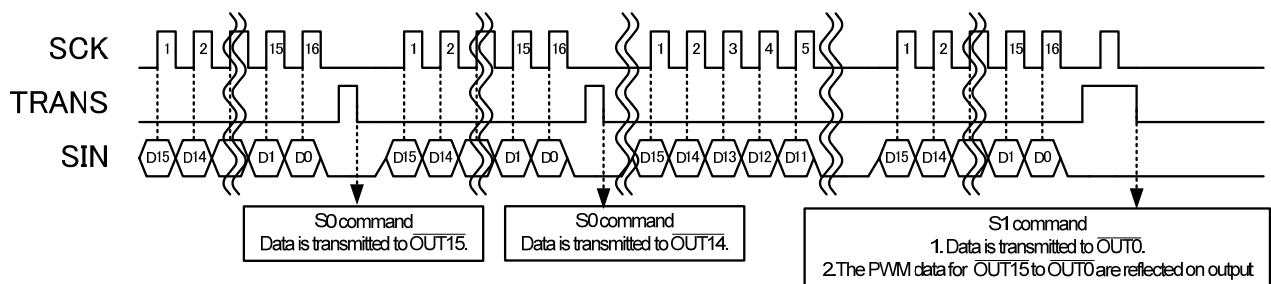 SCK 1 2 15 16 1 2 15 16 1 2 3 4 5 1 2 15 16
TRANS
SIN D15 D14 D1 D0 D15 D14 D1 D0 D15 D14 D13 D12 D11 D15 D14 D1 D0
S0 command
Data is transmitted to OUT15.
S0 command
Data is transmitted to OUT14.
S1 command
1. Data is transmitted to OUT0.
2.The PWM data for OUT15 to OUT0 are reflected on output